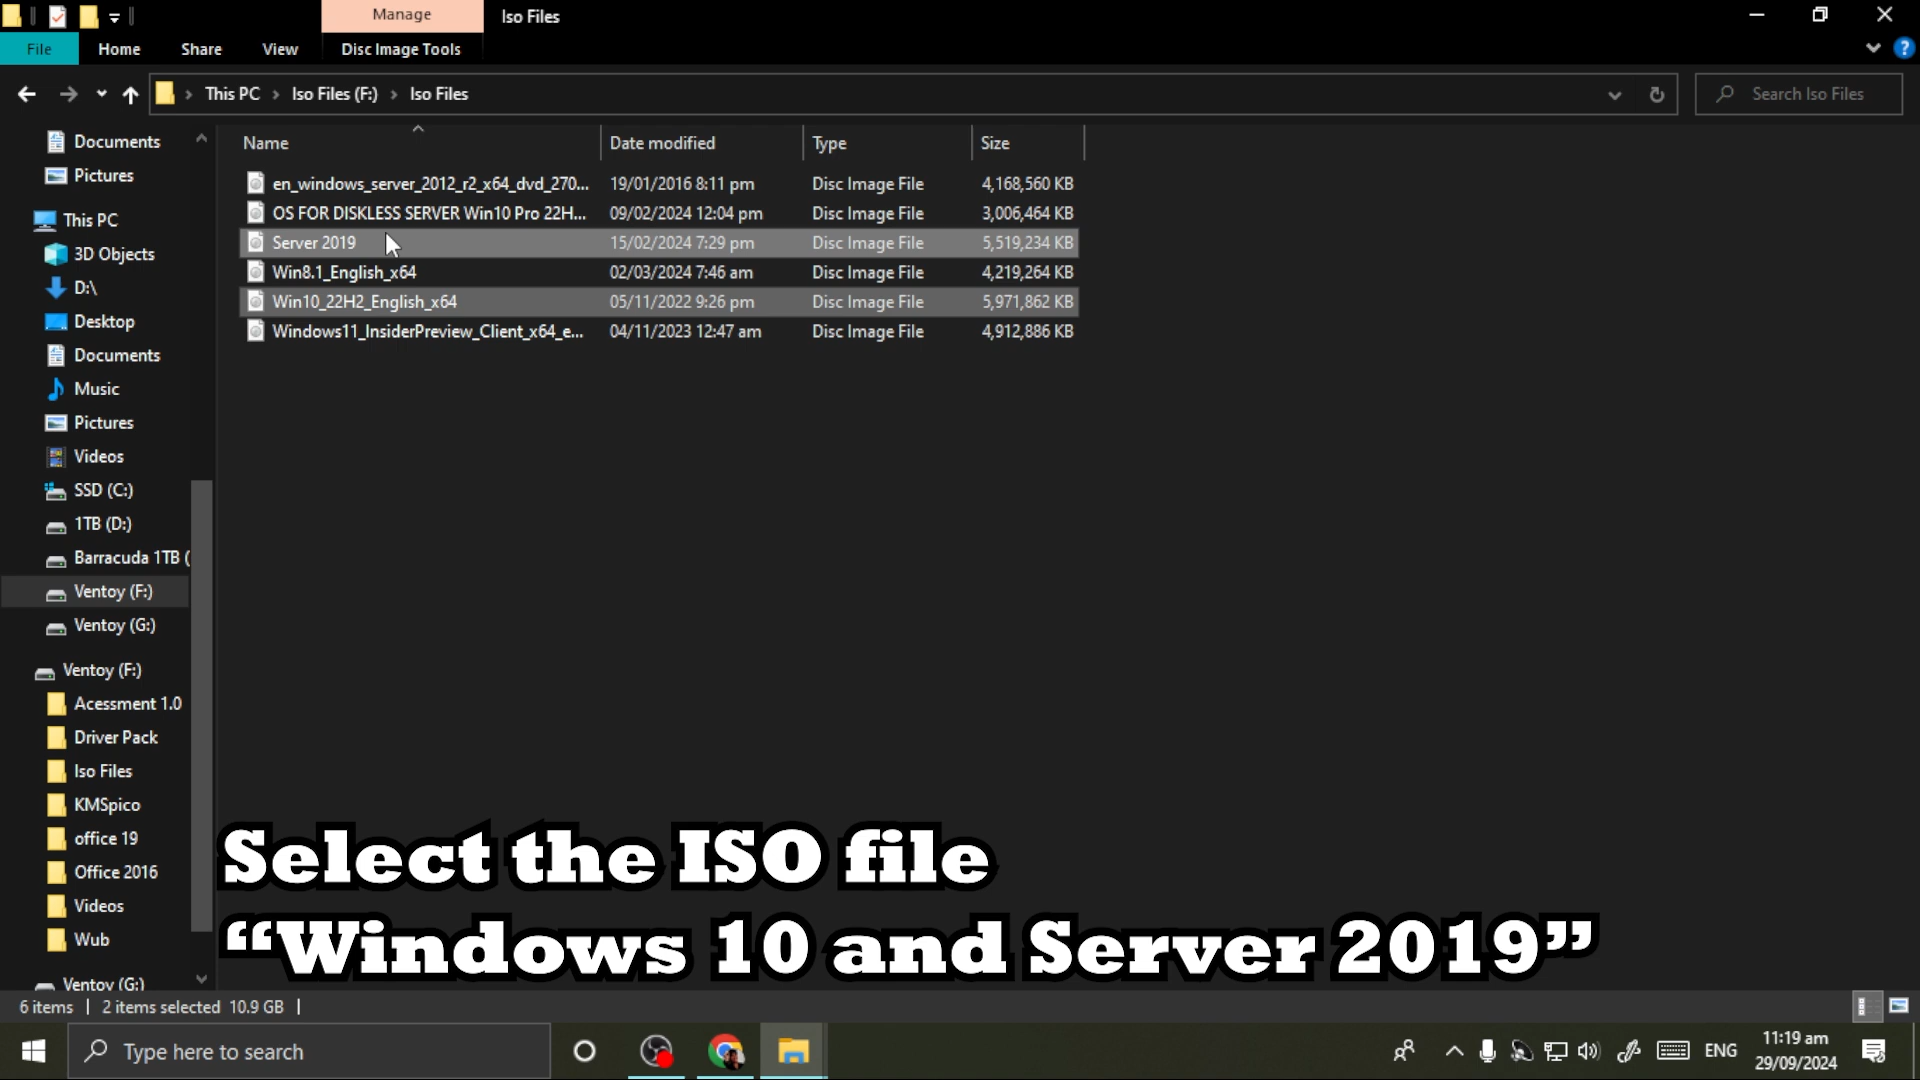 Manage
Iso Files
File
Home
Share
View
Disc Image Tools
This PC
Iso Files (F:)
Iso Files
Search Iso Files
Name
Date modified
Type
Size
en_windows_server_2012_r2_x64_dvd_270... 19/01/2016 8:11 pm Disc Image File 4,168,560 KB
OS FOR DISKLESS SERVER Win10 Pro 22H... 09/02/2024 12:04 pm Disc Image File 3,006,464 KB
Server 2019 15/02/2024 7:29 pm Disc Image File 5,519,234 KB
Win8.1_English_x64 02/03/2024 7:46 am Disc Image File 4,219,264 KB
Win10_22H2_English_x64 05/11/2022 9:26 pm Disc Image File 5,971,862 KB
Windows11_InsiderPreview_Client_x64_e... 04/11/2023 12:47 am Disc Image File 4,912,886 KB
Documents
Pictures
This PC
3D Objects
D:\
Desktop
Documents
Music
Pictures
Videos
SSD (C:)
1TB (D:)
Barracuda 1TB (
Ventoy (F:)
Ventoy (G:)
Ventoy (F:)
Acessment 1.0
Driver Pack
Iso Files
KMSpico
office 19
Office 2016
Videos
Wub
Ventoy (G:)
Select the ISO file
“Windows 10 and Server 2019”
6 items
2 items selected 10.9 GB
Type here to search
ENG
11:19 am
29/09/2024